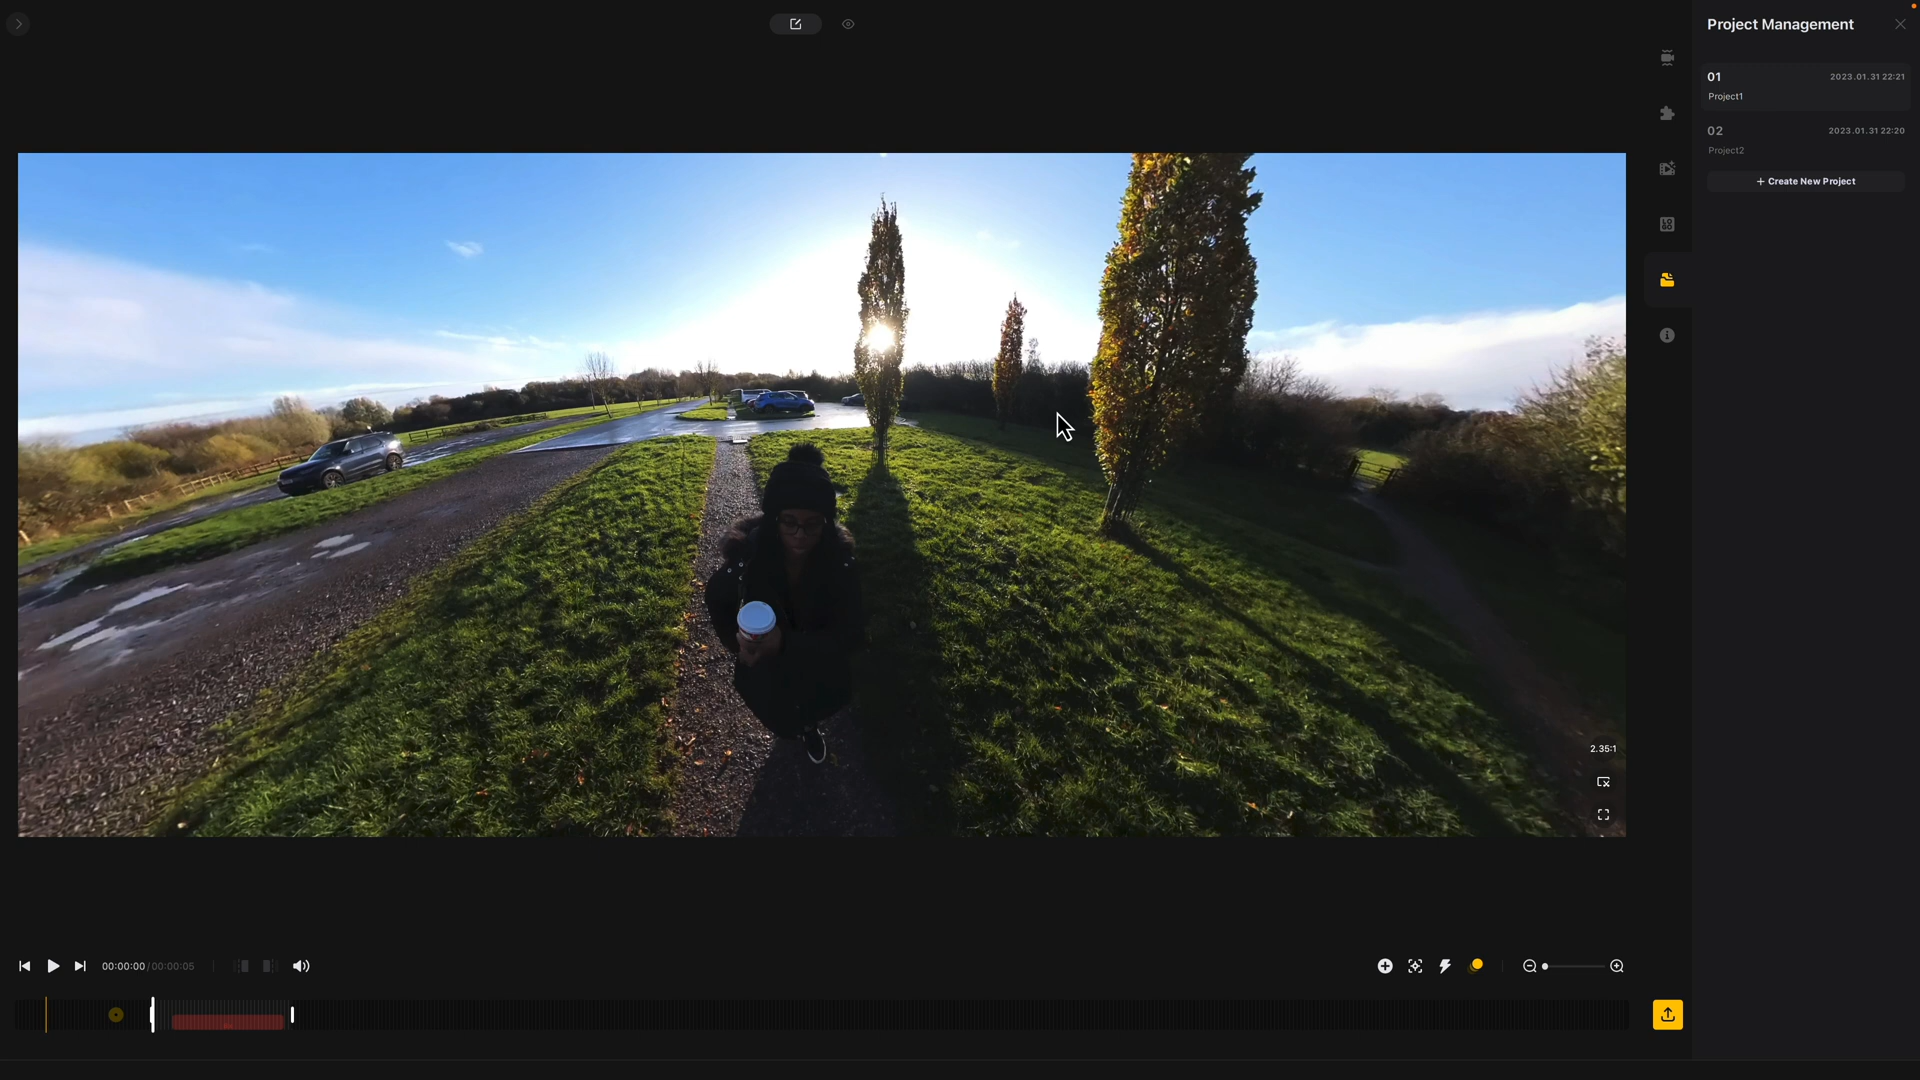 Project Management
01 2023.01.31 22:21
Project1
02 2023.01.31 22:20
Project2
+ Create New Project
2.35:1
00:00:00/00:00:05